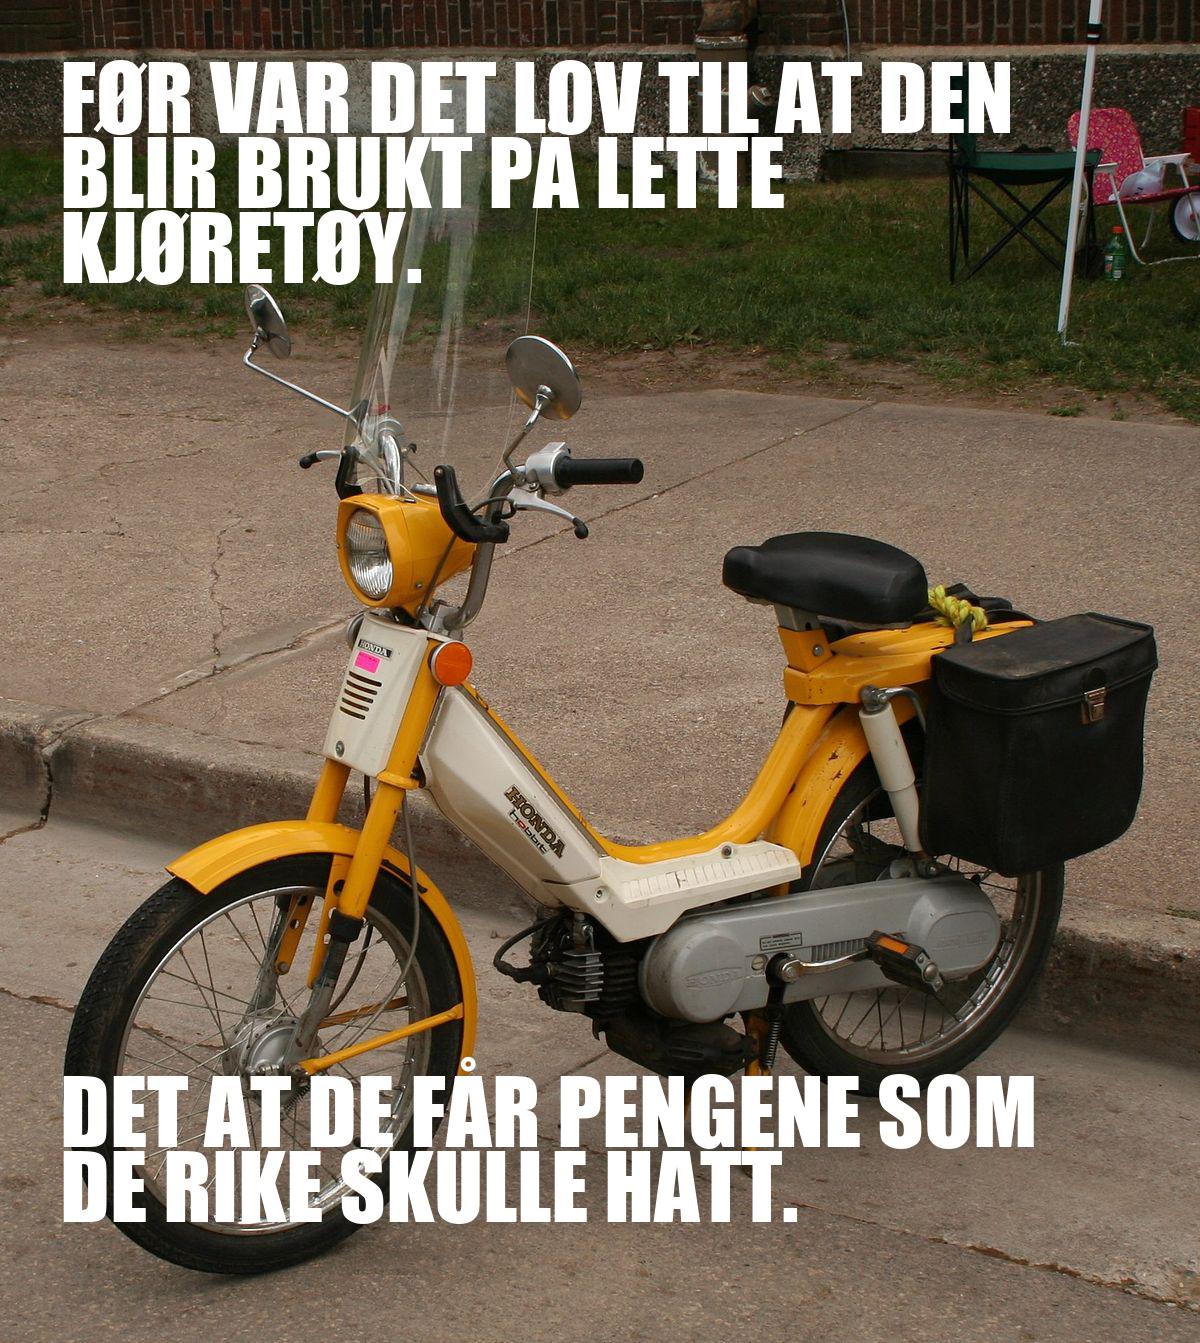 FØR VAR DET LOV TIL AT DEN
BLIR BRUKT PÅ LETTE
KJØRETØY.
HONDA
HONDA
hobbit
HONDA
DET AT DE FÅR PENGENE SOM
DE RIKE SKULLE HATT.